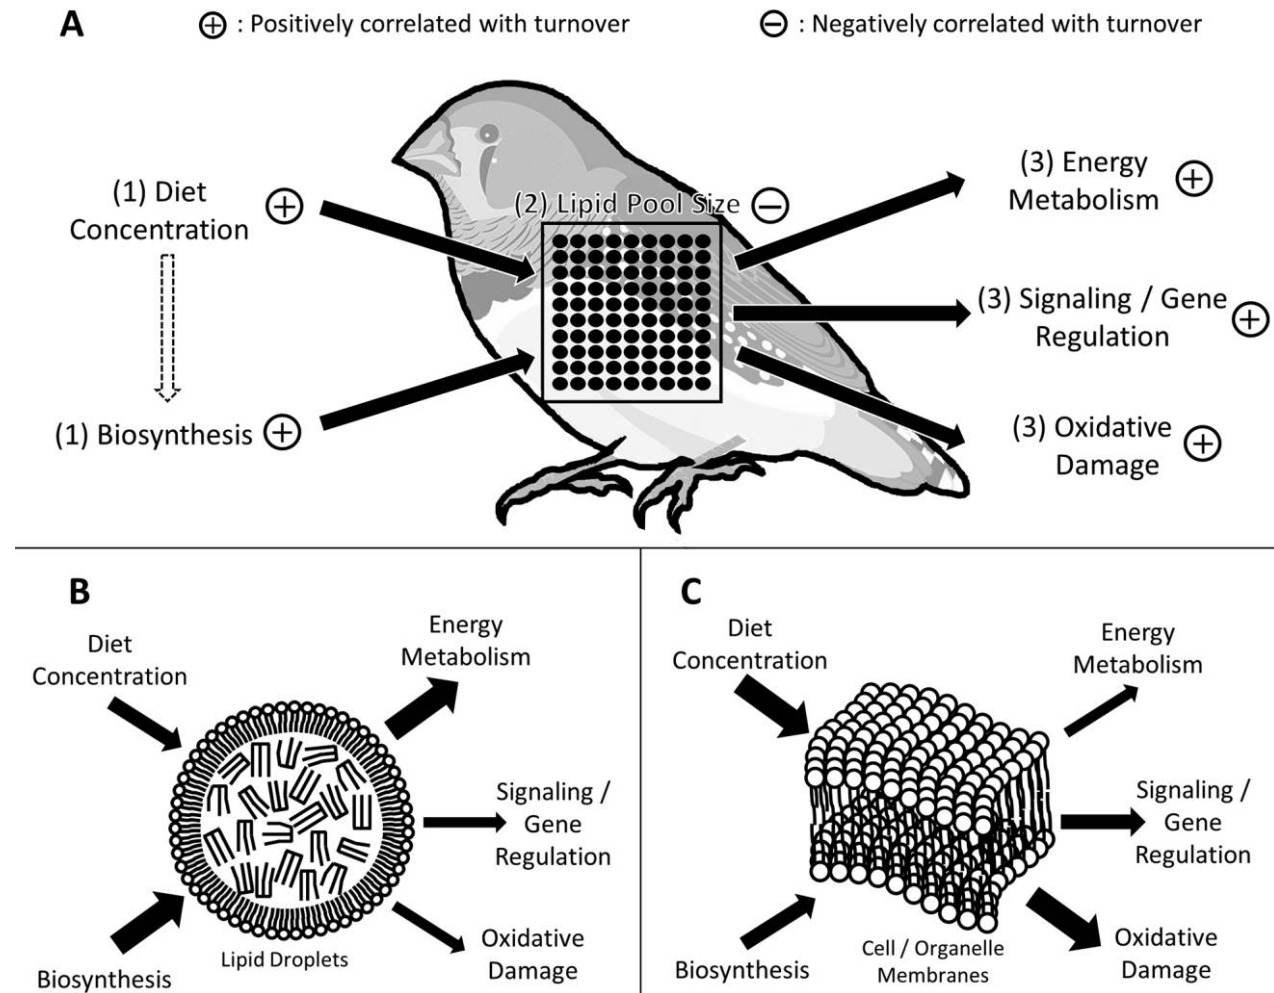 A
+ : Positively correlated with turnover
− : Negatively correlated with turnover
(1) Diet
Concentration +
(2) Lipid Pool Size −
(3) Energy
Metabolism +
(3) Signaling / Gene
Regulation +
(1) Biosynthesis +
(3) Oxidative
Damage +
B
Diet
Concentration
Energy
Metabolism
Signaling /
Gene
Regulation
Oxidative
Damage
Biosynthesis
Lipid Droplets
C
Diet
Concentration
Energy
Metabolism
Signaling /
Gene
Regulation
Oxidative
Damage
Biosynthesis
Cell / Organelle
Membranes